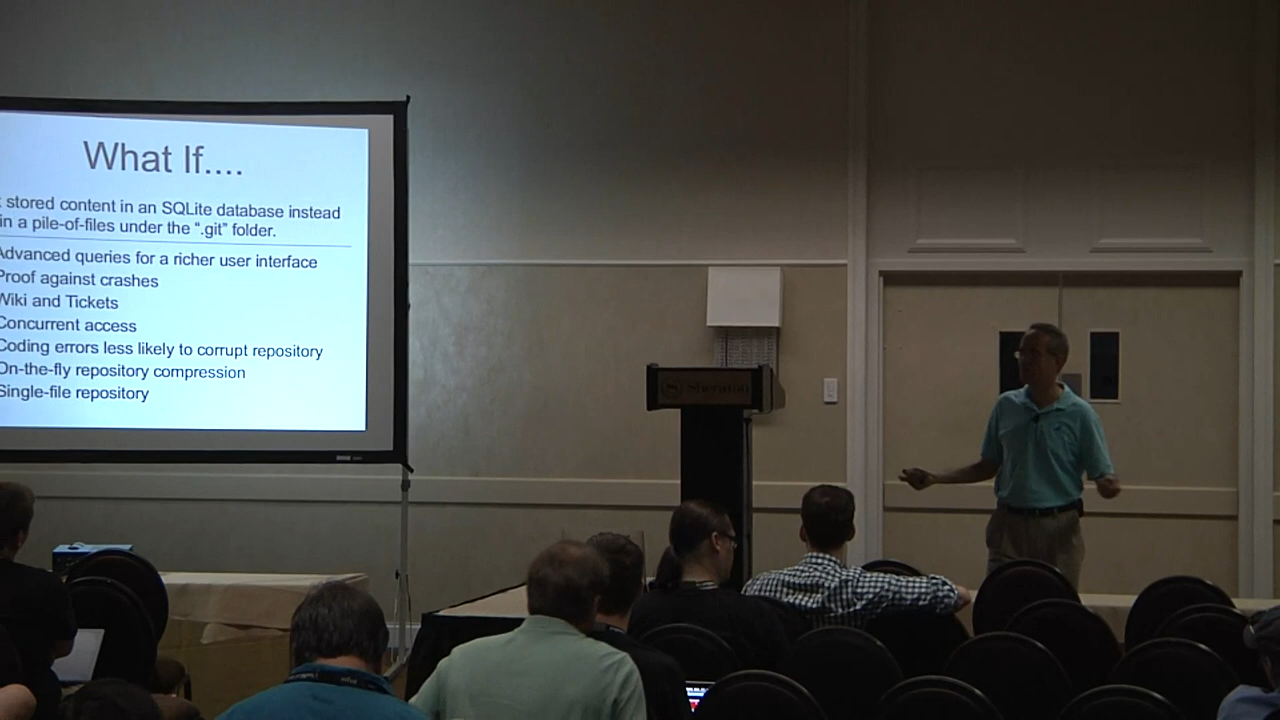 What If....
stored content in an SQLite database instead
in a pile-of-files under the “.git” folder.
Advanced queries for a richer user interface
Proof against crashes
Wiki and Tickets
Concurrent access
Coding errors less likely to corrupt repository
On-the-fly repository compression
Single-file repository
Sheraton